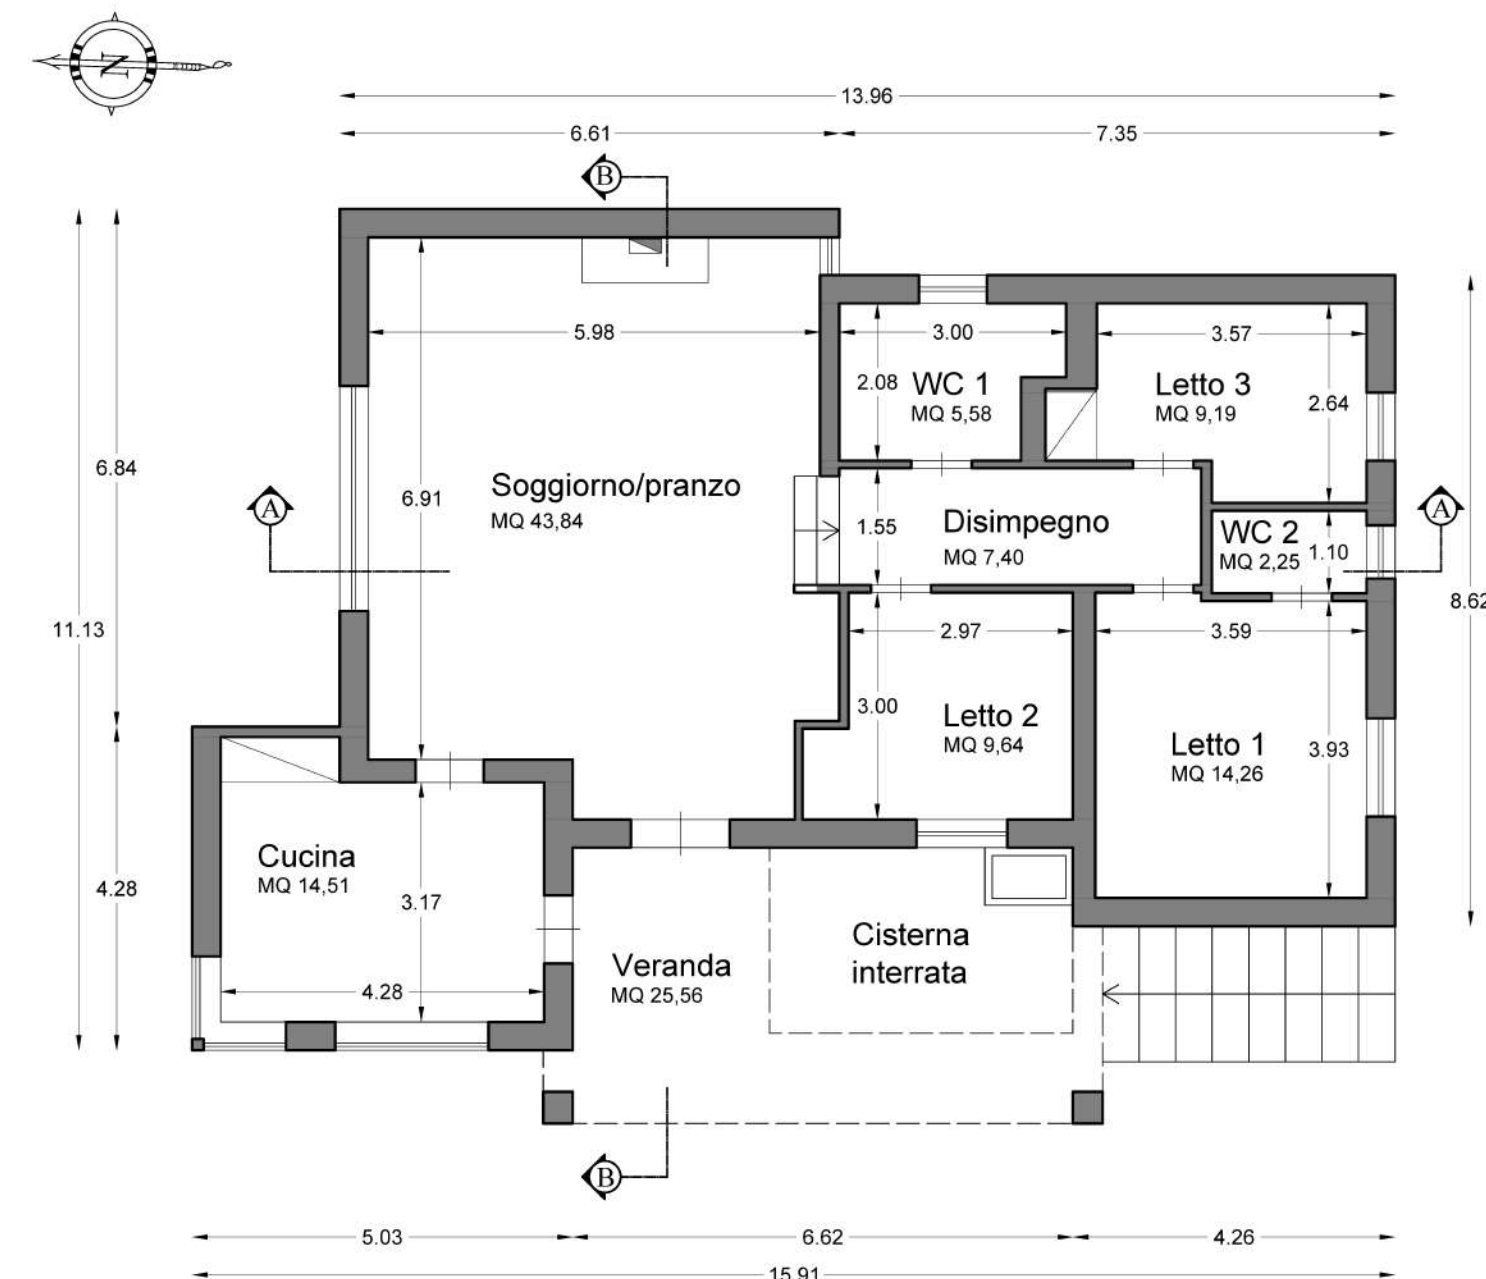 N
13.96
6.61
7.35
B
5.98
3.00
3.57
2.08
WC 1
MQ 5,58
Letto 3
MQ 9,19
2.64
6.84
6.91
Soggiorno/pranzo
MQ 43,84
A
1.55
Disimpegno
MQ 7,40
WC 2
MQ 2,25
1.10
A
11.13
8.62
2.97
3.59
3.00
Letto 2
MQ 9,64
Letto 1
MQ 14,26
3.93
4.28
Cucina
MQ 14,51
3.17
4.28
Veranda
MQ 25,56
Cisterna
interrata
B
5.03
6.62
4.26
15.91